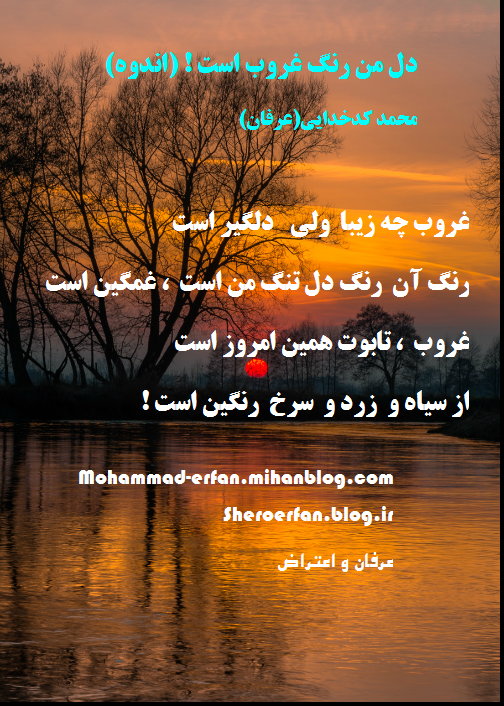 دل من رنگ غروب است ! (اندوه)
محمد کدخدایی(عرفان)
غروب چه زیبا ولی دلگیر است
رنگ آن رنگ دل تنگ من است ، غمگین است
غروب ، تابوت همین امروز است
از سیاه و زرد و سرخ رنگین است !
Mohammad-erfan.mihanblog.com
Sheroerfan.blog.ir
عرفان و اعتراض